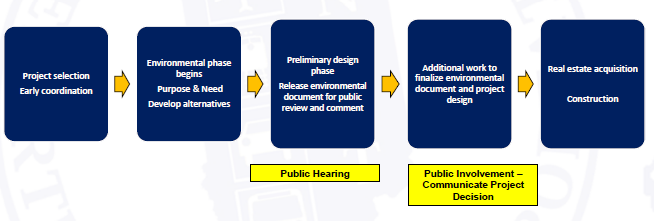 Project selection
Early coordination
Environmental phase
begins
Purpose & Need
Develop alternatives
Preliminary design
phase
Release environmental
document for public
review and comment
Additional work to
finalize environmental
document and project
design
Real estate acquisition
Construction
Public Hearing
Public Involvement –
Communicate Project
Decision